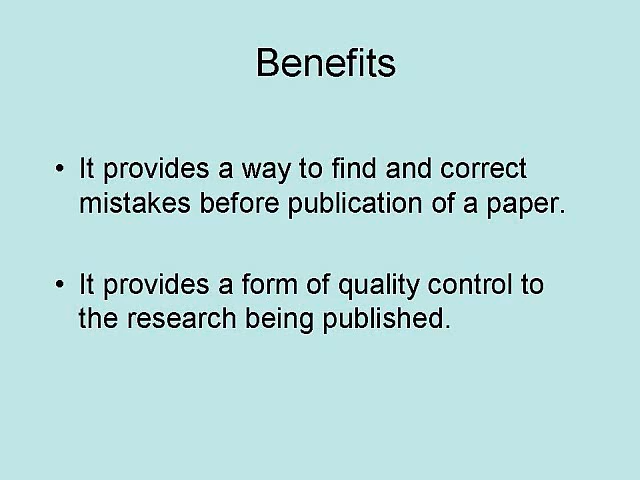 Benefits
• It provides a way to find and correct
mistakes before publication of a paper.
• It provides a form of quality control to
the research being published.